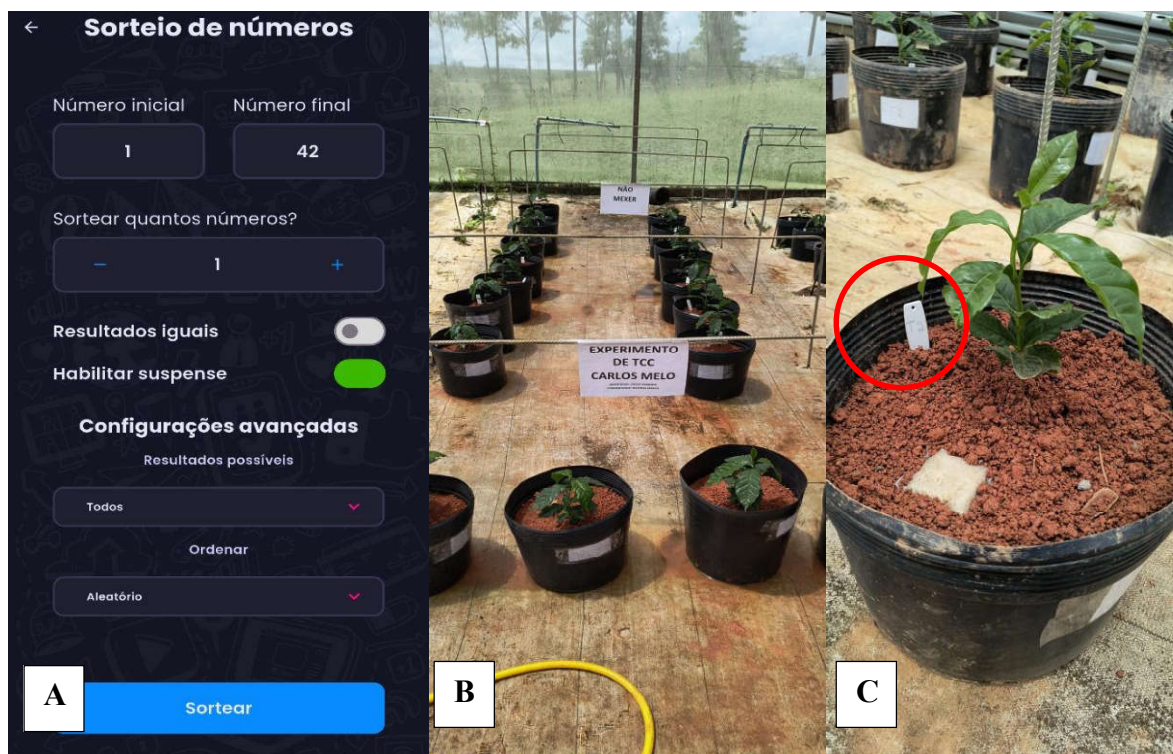 Sorteio de números
Número inicial
Número final
1
42
Sortear quantos números?
1
Resultados iguais
Habilitar suspense
Configurações avançadas
Resultados possíveis
Todos
Ordenar
Aleatório
Sortear
A
NÃO
MEXER
EXPERIMENTO
DE TCC
CARLOS MELO
B
C